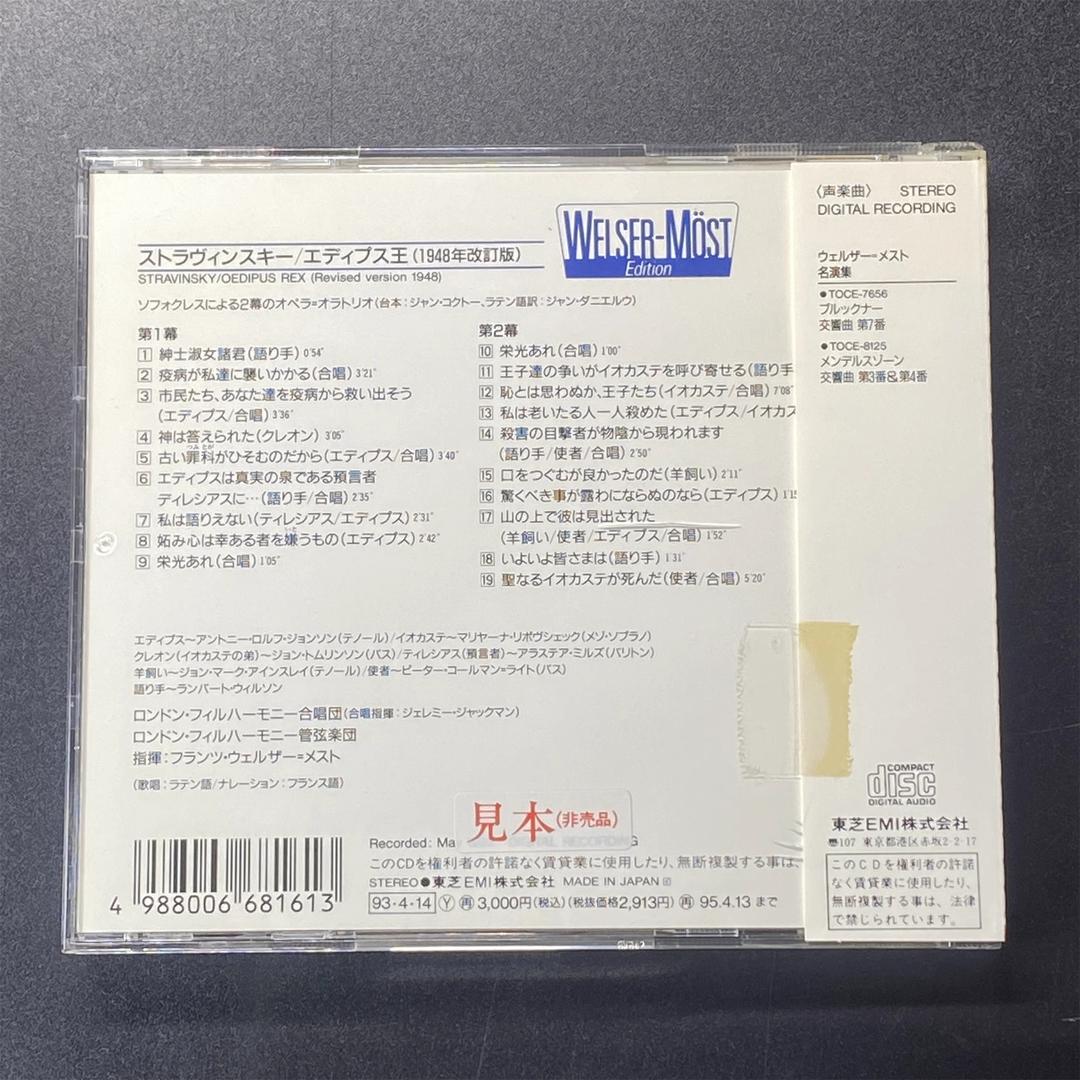 WELSER-MÖST
Edition
ストラヴィンスキー/エディプス王(1948年改訂版)
STRAVINSKY/OEDIPUS REX (Revised version 1948)
ソフォクレスによる2幕のオペラ=オラトリオ(台本:ジャン・コクトー、ラテン語訳:ジャン・ダニエルウ)
第1幕
1 紳士淑女諸君(語り手) 0'54"
2 疫病が私達に襲いかかる(合唱) 3'21"
3 市民たち、あなた達を疫病から救い出そう
(エディプス/合唱) 3'36"
4 神は答えられた(クレオン) 3'05"
5 古い罪科がひそむのだから(エディプス/合唱) 3'40"
6 エディプスは真実の泉である預言者
ディレシアスに…(語り手/合唱) 2'35"
7 私は語りえない(ティレシアス/エディプス) 2'31"
8 妬み心は幸ある者を嫌うもの(エディプス) 2'42"
9 栄光あれ(合唱) 1'05"
第2幕
10 栄光あれ(合唱) 1'00"
11 王子達の争いがイオカステを呼び寄せる(語り手
12 恥とは思わぬか、王子たち(イオカステ/合唱) 7'08"
13 私は老いたる人一人殺めた(エディプス/イオカス
14 殺害の目撃者が物陰から現われます
(語り手/使者/合唱) 2'50"
15 口をつぐむが良かったのだ(羊飼い) 2'11"
16 驚くべき事が露わにならぬのなら(エディプス) 1'15
17 山の上で彼は見出された
(羊飼い/使者/エディプス/合唱) 1'52"
18 いよいよ皆さまは(語り手) 1'31"
19 聖なるイオカステが死んだ(使者/合唱) 5'20"
エディプス〜アントニー・ロルフ・ジョンソン(テノール)/イオカステ〜マリヤーナ・リポヴシェック(メゾ・ソプラノ)
クレオン(イオカステの弟)〜ジョン・トムリンソン(バス)/ティレシアス(預言者)〜アラステア・ミルズ(バリトン)
羊飼い〜ジョン・マーク・アインスレイ(テノール)/使者〜ピーター・コールマン=ライト(バス)
語り手〜ランバート・ウィルソン
ロンドン・フィルハーモニー合唱団(合唱指揮:ジェレミー・ジャックマン)
ロンドン・フィルハーモニー管弦楽団
指揮:フランツ・ウェルザー=メスト
(歌唱:ラテン語/ナレーション:フランス語)
見本(非売品)
Recorded: Ma
DIGITAL RECORDING
このCDを権利者の許諾なく賃貸業に使用したり、無断複製する事は、
STEREO●東芝EMI株式会社 MADE IN JAPAN
93・4・14 Y 再 3,000円(税込)(税抜価格2,913円) 再 95.4.13 まで
4 988006 681613
〈声楽曲〉 STEREO
DIGITAL RECORDING
ウェルザー=メスト
名演集
●TOCE-7656
ブルックナー
交響曲 第7番
●TOCE-8125
メンデルスゾーン
交響曲 第3番&第4番
COMPACT
disc
DIGITAL AUDIO
東芝EMI株式会社
〠107 東京都港区赤坂2-2-17
このCDを権利者の許諾
なく賃貸業に使用したり、
無断複製する事は、法律
で禁じられています。